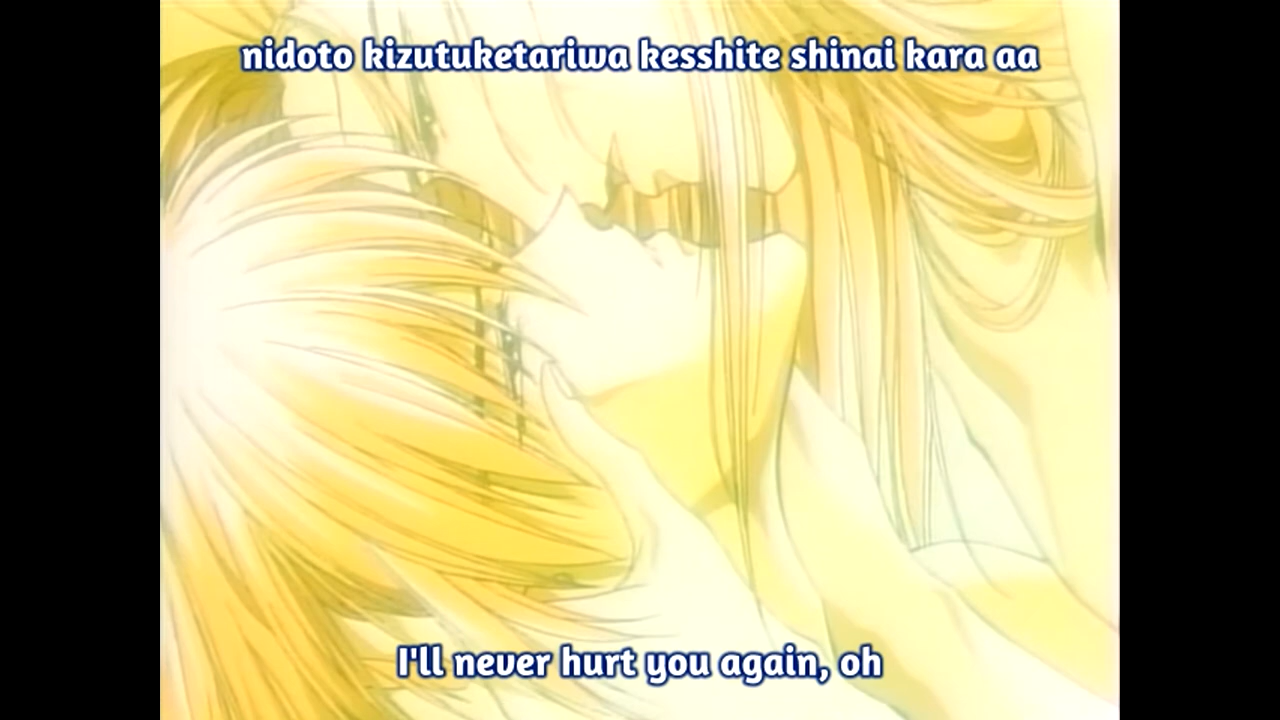 nidoto kizutuketariwa kesshite shinai kara aa
I'll never hurt you again, oh